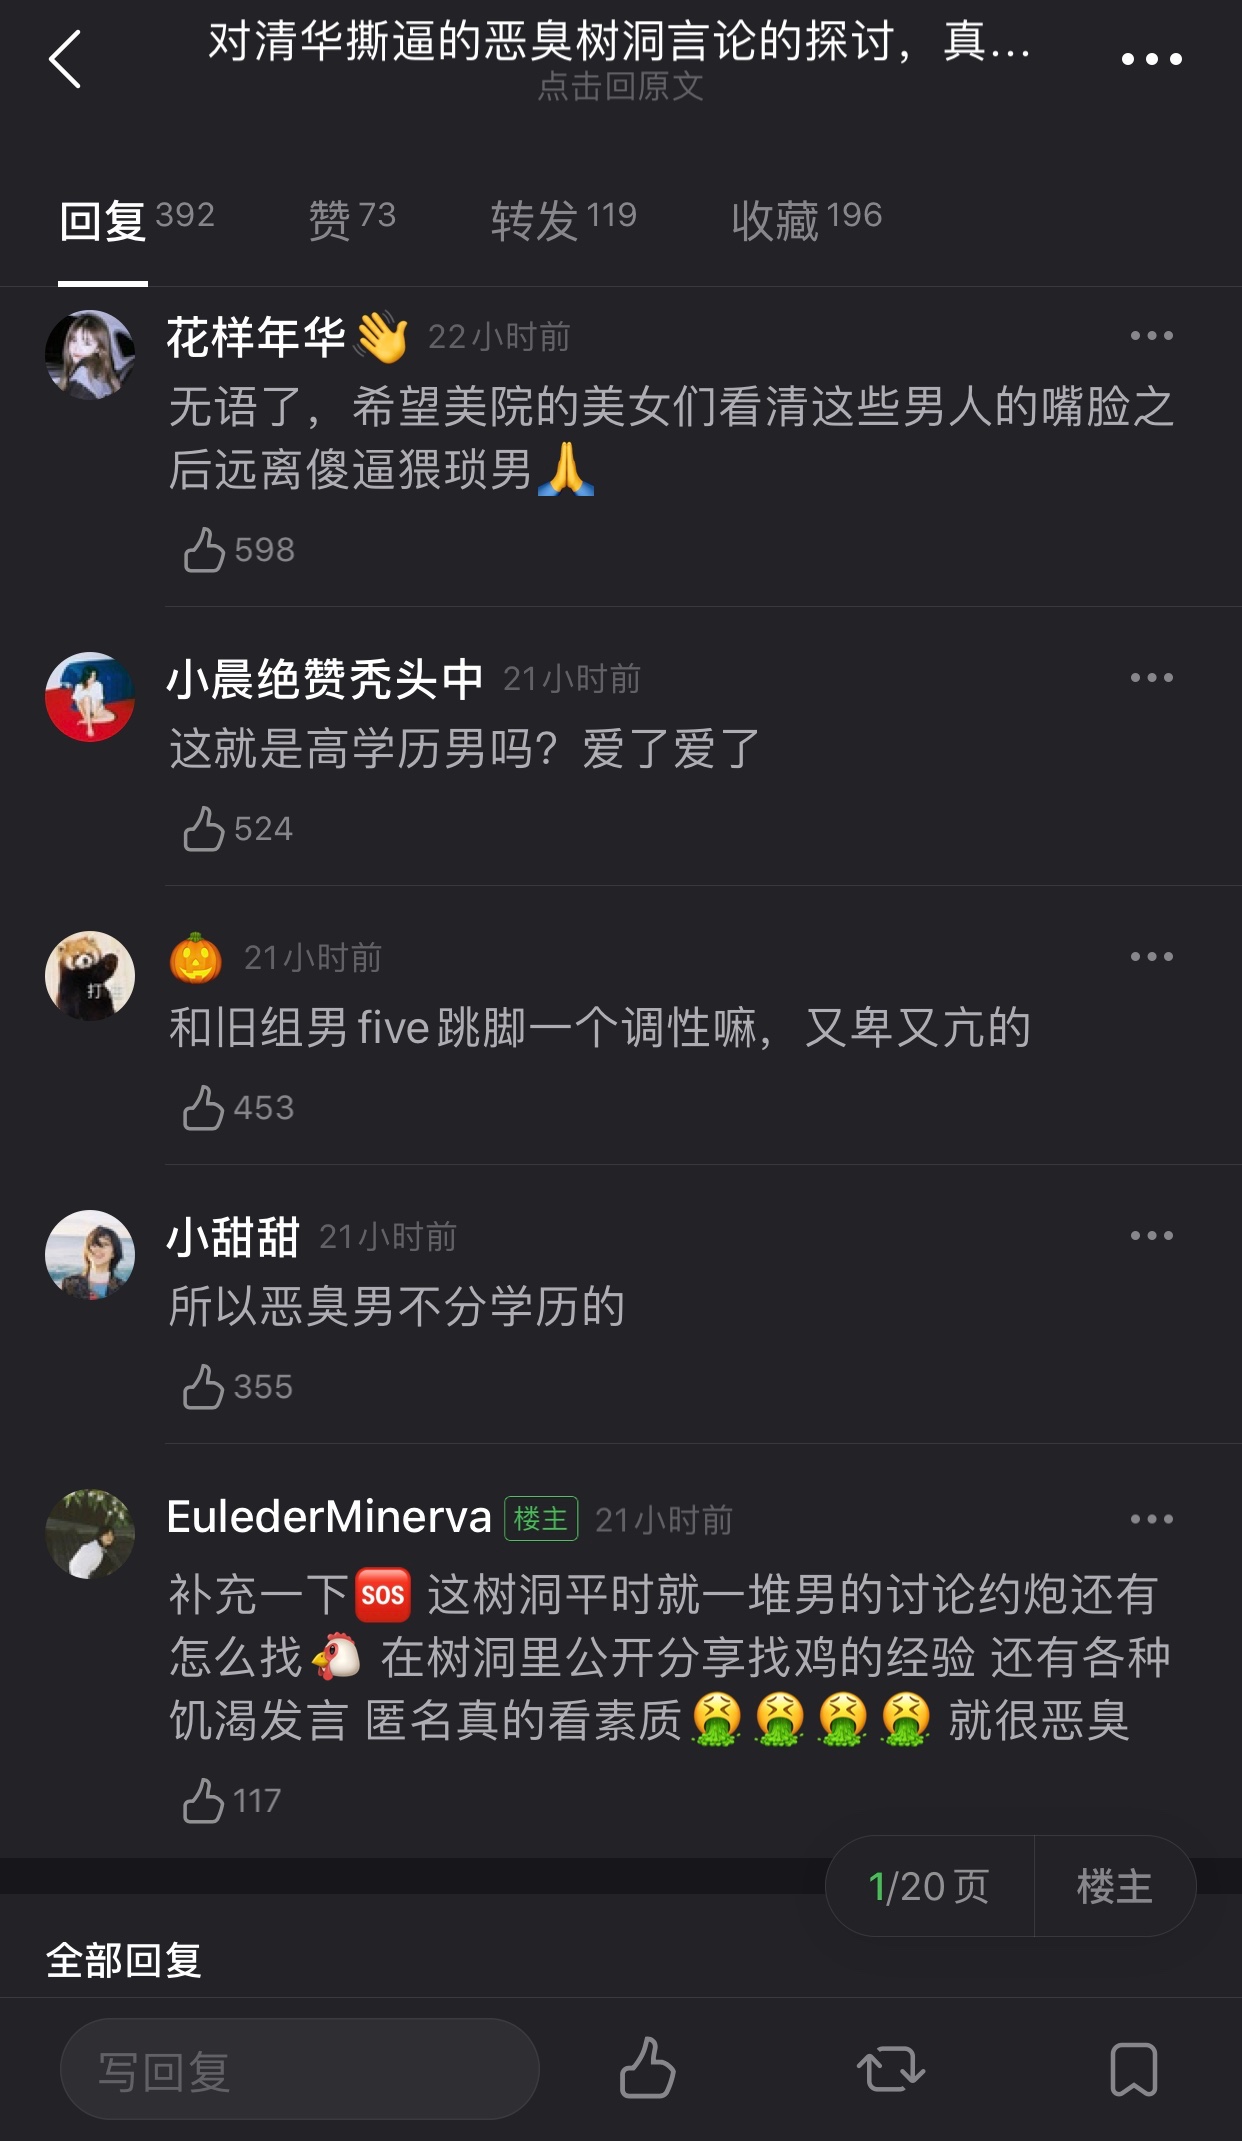 对清华撕逼的恶臭树洞言论的探讨，真...
点击回原文
回复 392 赞 73 转发 119 收藏 196
花样年华👋 22小时前
无语了，希望美院的美女们看清这些男人的嘴脸之
后远离傻逼猥琐男🙏
598
小晨绝赞秃头中 21小时前
这就是高学历男吗？爱了爱了
524
🎃 21小时前
和旧组男five跳脚一个调性嘛，又卑又亢的
453
小甜甜 21小时前
所以恶臭男不分学历的
355
EulederMinerva 楼主 21小时前
补充一下🆘 这树洞平时就一堆男的讨论约炮还有
怎么找🐔 在树洞里公开分享找鸡的经验 还有各种
饥渴发言 匿名真的看素质🤮🤮🤮🤮 就很恶臭
117
1/20页 楼主
全部回复
写回复